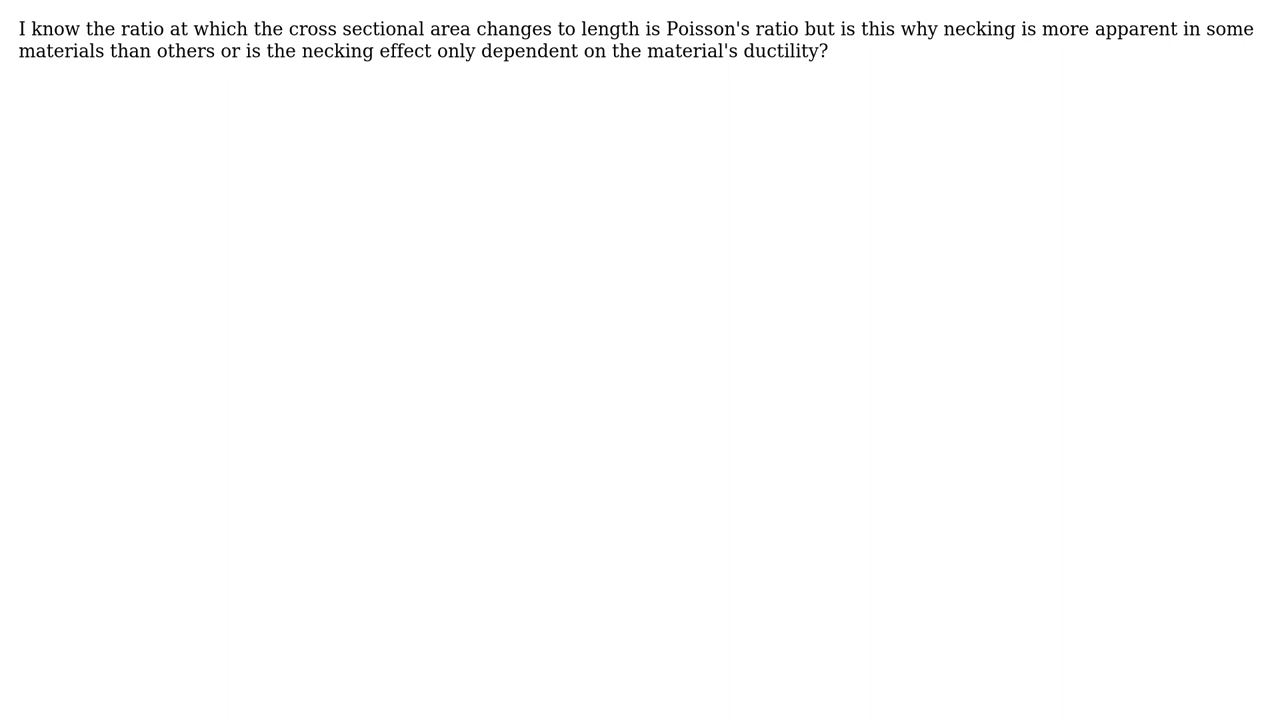 I know the ratio at which the cross sectional area changes to length is Poisson's ratio but is this why necking is more apparent in some
materials than others or is the necking effect only dependent on the material's ductility?